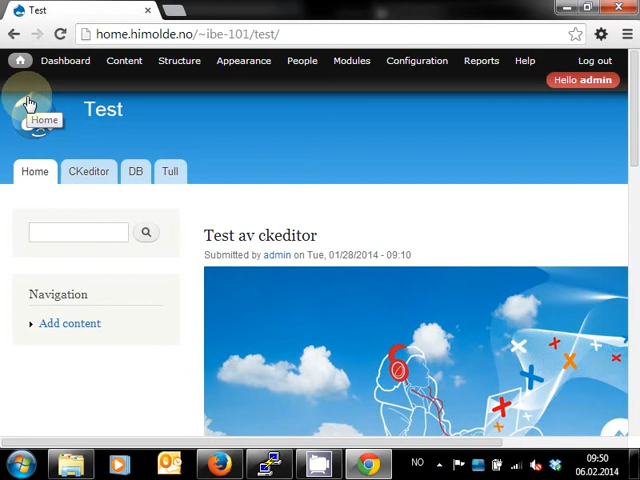 Test
home.himolde.no/~ibe-101/test/
Dashboard Content Structure Appearance People Modules Configuration Reports Help Log out
Hello admin
Test
Home
Home CKeditor DB Tull
Test av ckeditor
Submitted by admin on Tue, 01/28/2014 - 09:10
Navigation
Add content
NO
09:50
06.02.2014